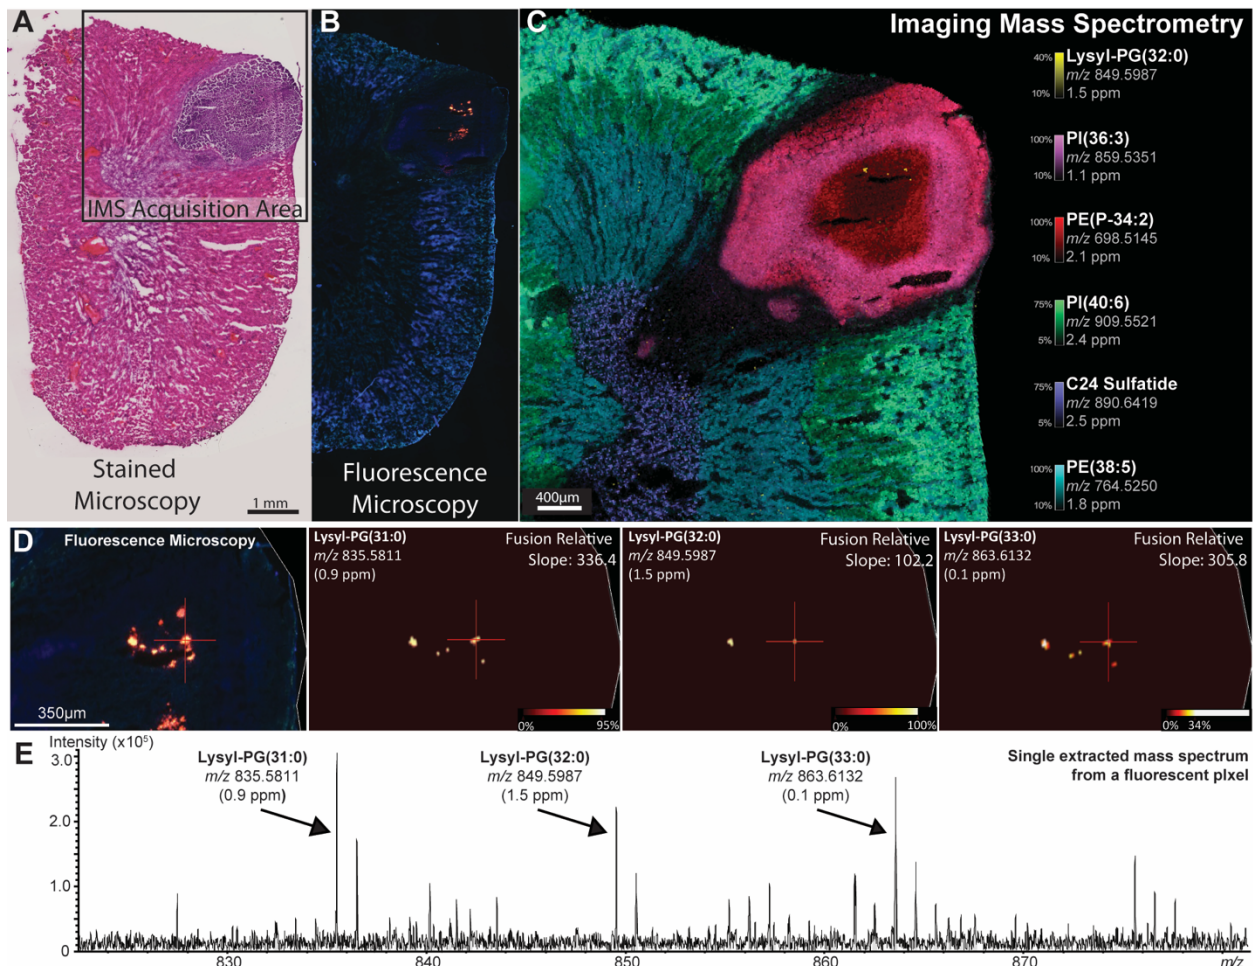 A
B
C
Imaging Mass Spectrometry
IMS Acquisition Area
Stained
Microscopy
1 mm
Fluorescence
Microscopy
400µm
40%
10%
Lysyl-PG(32:0)
m/z 849.5987
1.5 ppm
100%
10%
PI(36:3)
m/z 859.5351
1.1 ppm
100%
10%
PE(P-34:2)
m/z 698.5145
2.1 ppm
75%
5%
PI(40:6)
m/z 909.5521
2.4 ppm
75%
5%
C24 Sulfatide
m/z 890.6419
2.5 ppm
100%
10%
PE(38:5)
m/z 764.5250
1.8 ppm
D
Fluorescence Microscopy
350µm
Lysyl-PG(31:0)
m/z 835.5811
(0.9 ppm)
Fusion Relative
Slope: 336.4
0% 95%
Lysyl-PG(32:0)
m/z 849.5987
(1.5 ppm)
Fusion Relative
Slope: 102.2
0% 100%
Lysyl-PG(33:0)
m/z 863.6132
(0.1 ppm)
Fusion Relative
Slope: 305.8
0% 34%
E
Intensity (x10⁵)
3.0
2.0
1.0
0
Lysyl-PG(31:0)
m/z 835.5811
(0.9 ppm)
Lysyl-PG(32:0)
m/z 849.5987
(1.5 ppm)
Lysyl-PG(33:0)
m/z 863.6132
(0.1 ppm)
Single extracted mass spectrum
from a fluorescent pixel
830 840 850 860 870 m/z